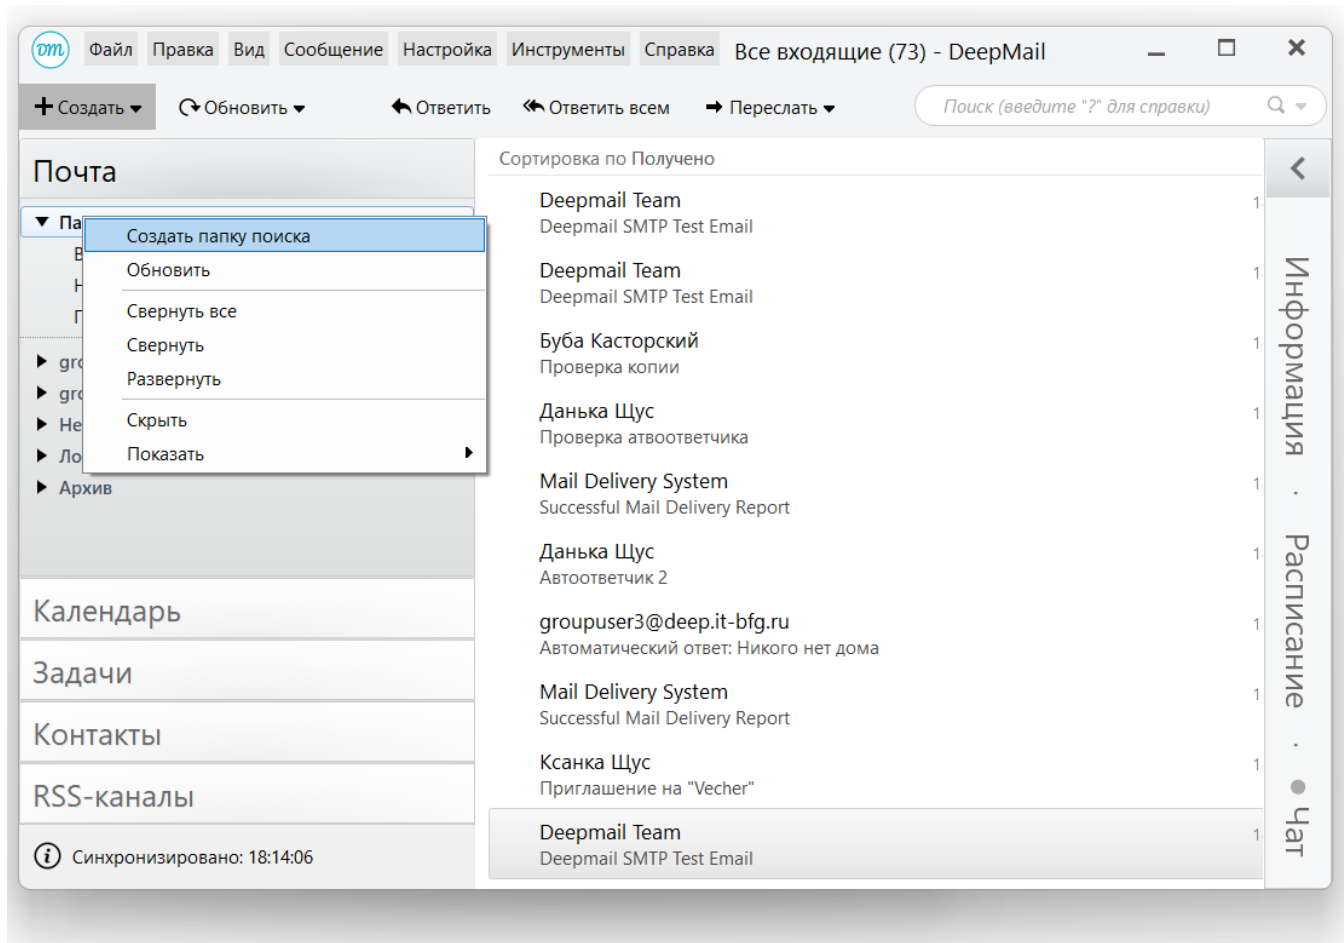 dm Файл Правка Вид Сообщение Настройка Инструменты Справка Все входящие (73) - DeepMail
Создать Обновить Ответить Ответить всем Переслать Поиск (введите "?" для справки)
Почта
Создать папку поиска
Обновить
Свернуть все
Свернуть
Развернуть
Скрыть
Показать
Архив
Календарь
Задачи
Контакты
RSS-каналы
Синхронизировано: 18:14:06
Сортировка по Получено
Deepmail Team
Deepmail SMTP Test Email
Deepmail Team
Deepmail SMTP Test Email
Буба Касторский
Проверка копии
Данька Щус
Проверка атвоответчика
Mail Delivery System
Successful Mail Delivery Report
Данька Щус
Автоответчик 2
groupuser3@deep.it-bfg.ru
Автоматический ответ: Никого нет дома
Mail Delivery System
Successful Mail Delivery Report
Ксанка Щус
Приглашение на "Vecher"
Deepmail Team
Deepmail SMTP Test Email
Информация · Расписание · Чат